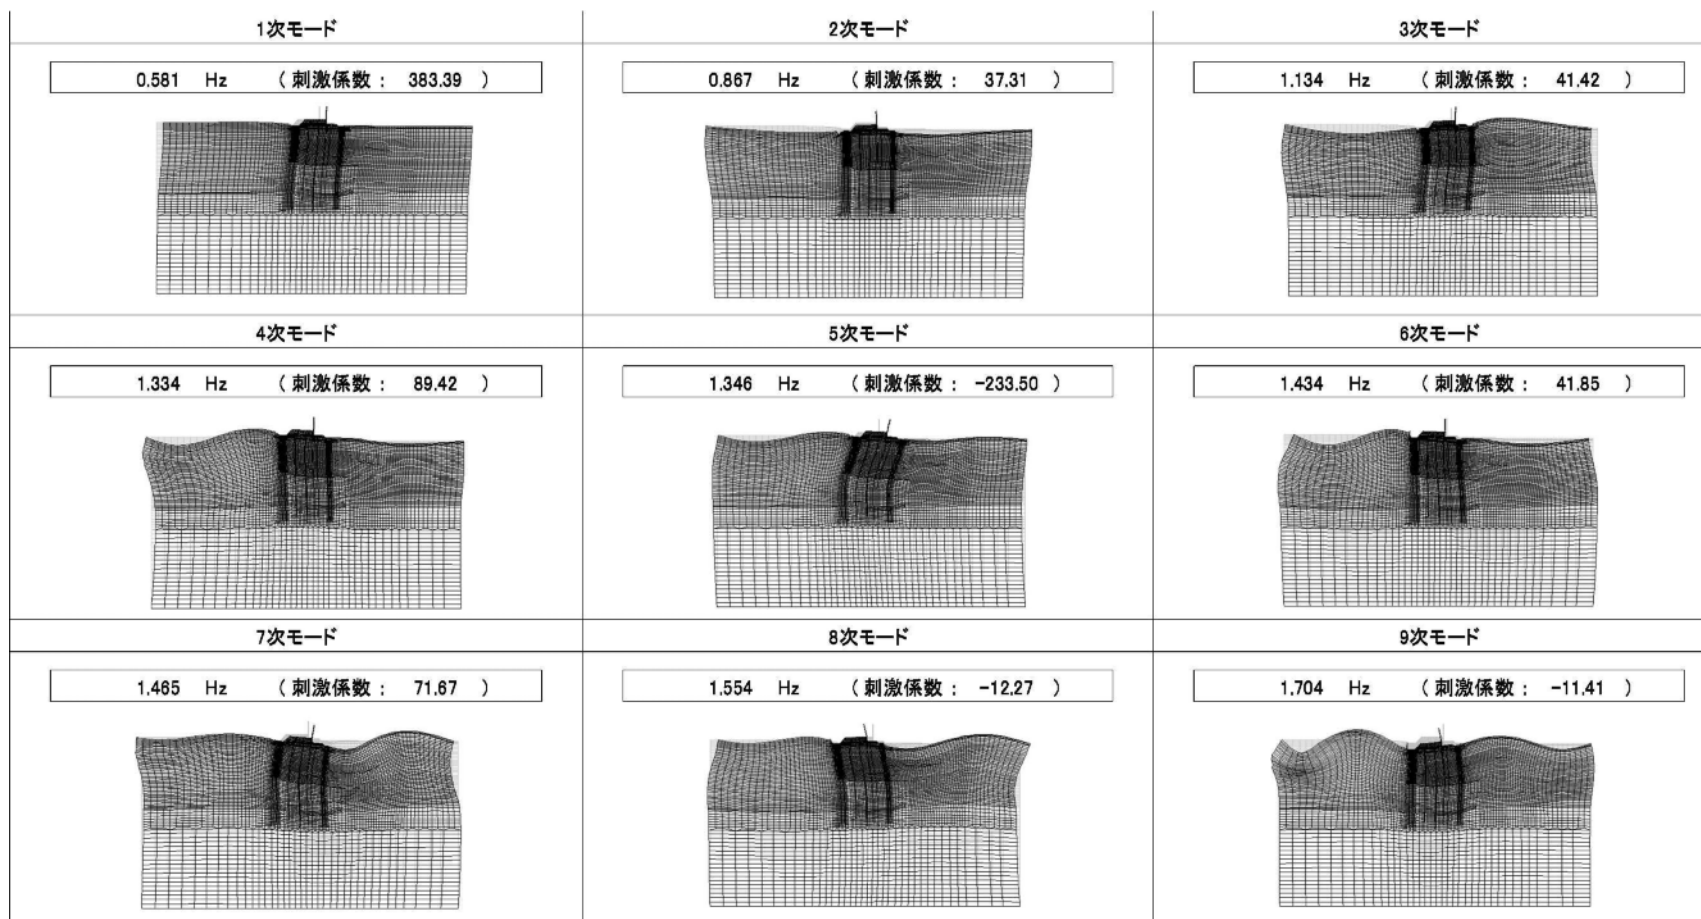 1次モード 2次モード 3次モード
0.581 Hz （ 刺激係数 ： 383.39 ） 0.867 Hz （ 刺激係数 ： 37.31 ） 1.134 Hz （ 刺激係数 ： 41.42 ）
4次モード 5次モード 6次モード
1.334 Hz （ 刺激係数 ： 89.42 ） 1.346 Hz （ 刺激係数 ： -233.50 ） 1.434 Hz （ 刺激係数 ： 41.85 ）
7次モード 8次モード 9次モード
1.465 Hz （ 刺激係数 ： 71.67 ） 1.554 Hz （ 刺激係数 ： -12.27 ） 1.704 Hz （ 刺激係数 ： -11.41 ）